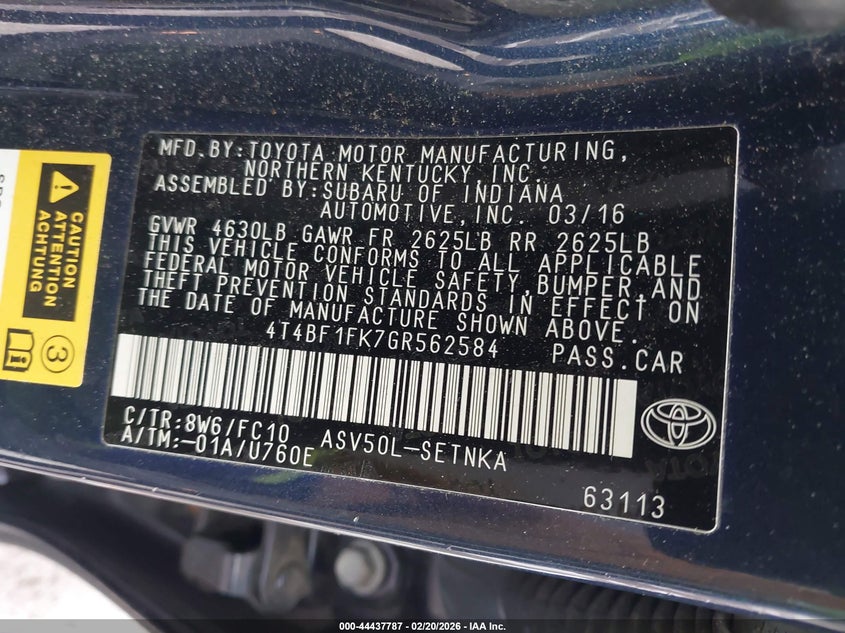 MFD.BY:TOYOTA MOTOR MANUFACTURING,
NORTHERN KENTUCKY, INC.
ASSEMBLED BY:SUBARU OF INDIANA
AUTOMOTIVE,INC. 03/16
GVWR 4630LB GAWR FR 2625LB RR 2625LB
THIS VEHICLE CONFORMS TO ALL APPLICABLE
FEDERAL MOTOR VEHICLE SAFETY,BUMPER,AND
THEFT PREVENTION STANDARDS IN EFFECT ON
THE DATE OF MANUFACTURE SHOWN ABOVE.
4T4BF1FK7GR562584 PASS.CAR
C/TR:8W6/FC10 ASV50L-SETNKA
A/TM:-01A/U760E
63113
CAUTION
ATTENTION
ACHTUNG
3
000-44437787 - 02/20/2026 - IAA Inc.